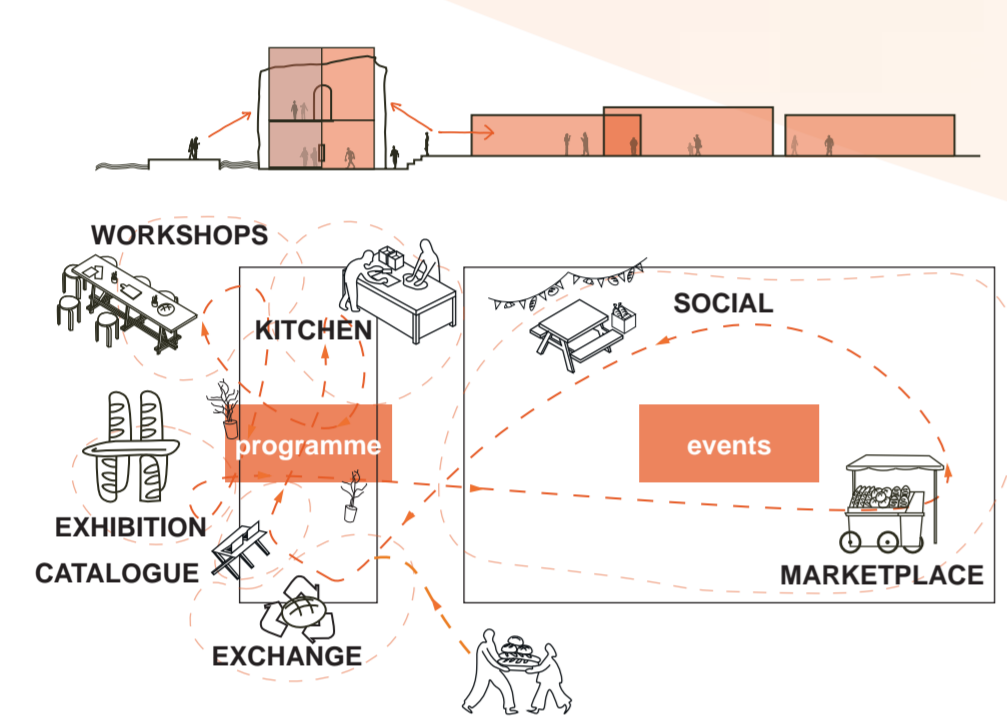 WORKSHOPS
KITCHEN
SOCIAL
programme
events
EXHIBITION
CATALOGUE
MARKETPLACE
EXCHANGE